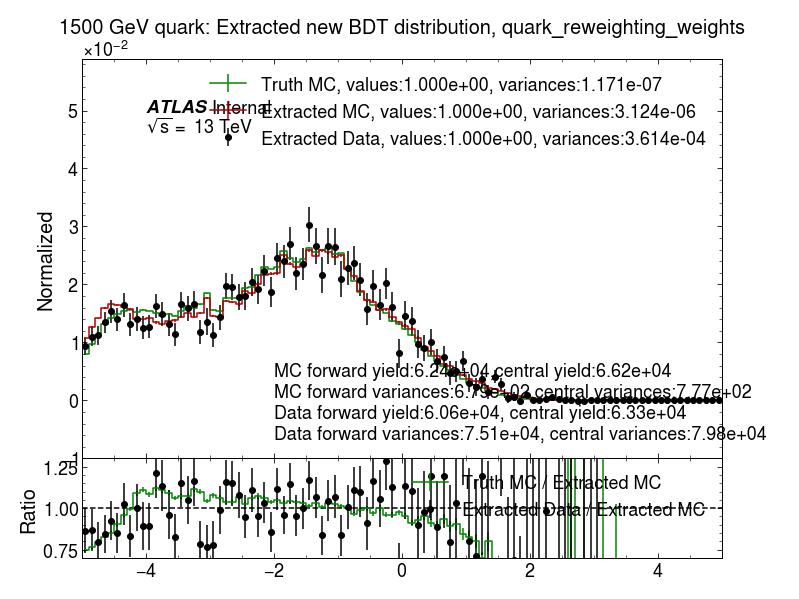 1500 GeV quark: Extracted new BDT distribution, quark_reweighting_weights
×10⁻²
Truth MC, values:1.000e+00, variances:1.171e-07
ATLAS Internal
Extracted MC, values:1.000e+00, variances:3.124e-06
√s = 13 TeV
Extracted Data, values:1.000e+00, variances:3.614e-04
5
4
3
2
1
0
Normalized
MC forward yield:6.24e+04 central yield:6.62e+04
MC forward variances:6.79e+02 central variances:7.77e+02
Data forward yield:6.06e+04, central yield:6.33e+04
Data forward variances:7.51e+04, central variances:7.98e+04
1.25
1.00
0.75
Ratio
Truth MC / Extracted MC
Extracted Data / Extracted MC
−4
−2
0
2
4